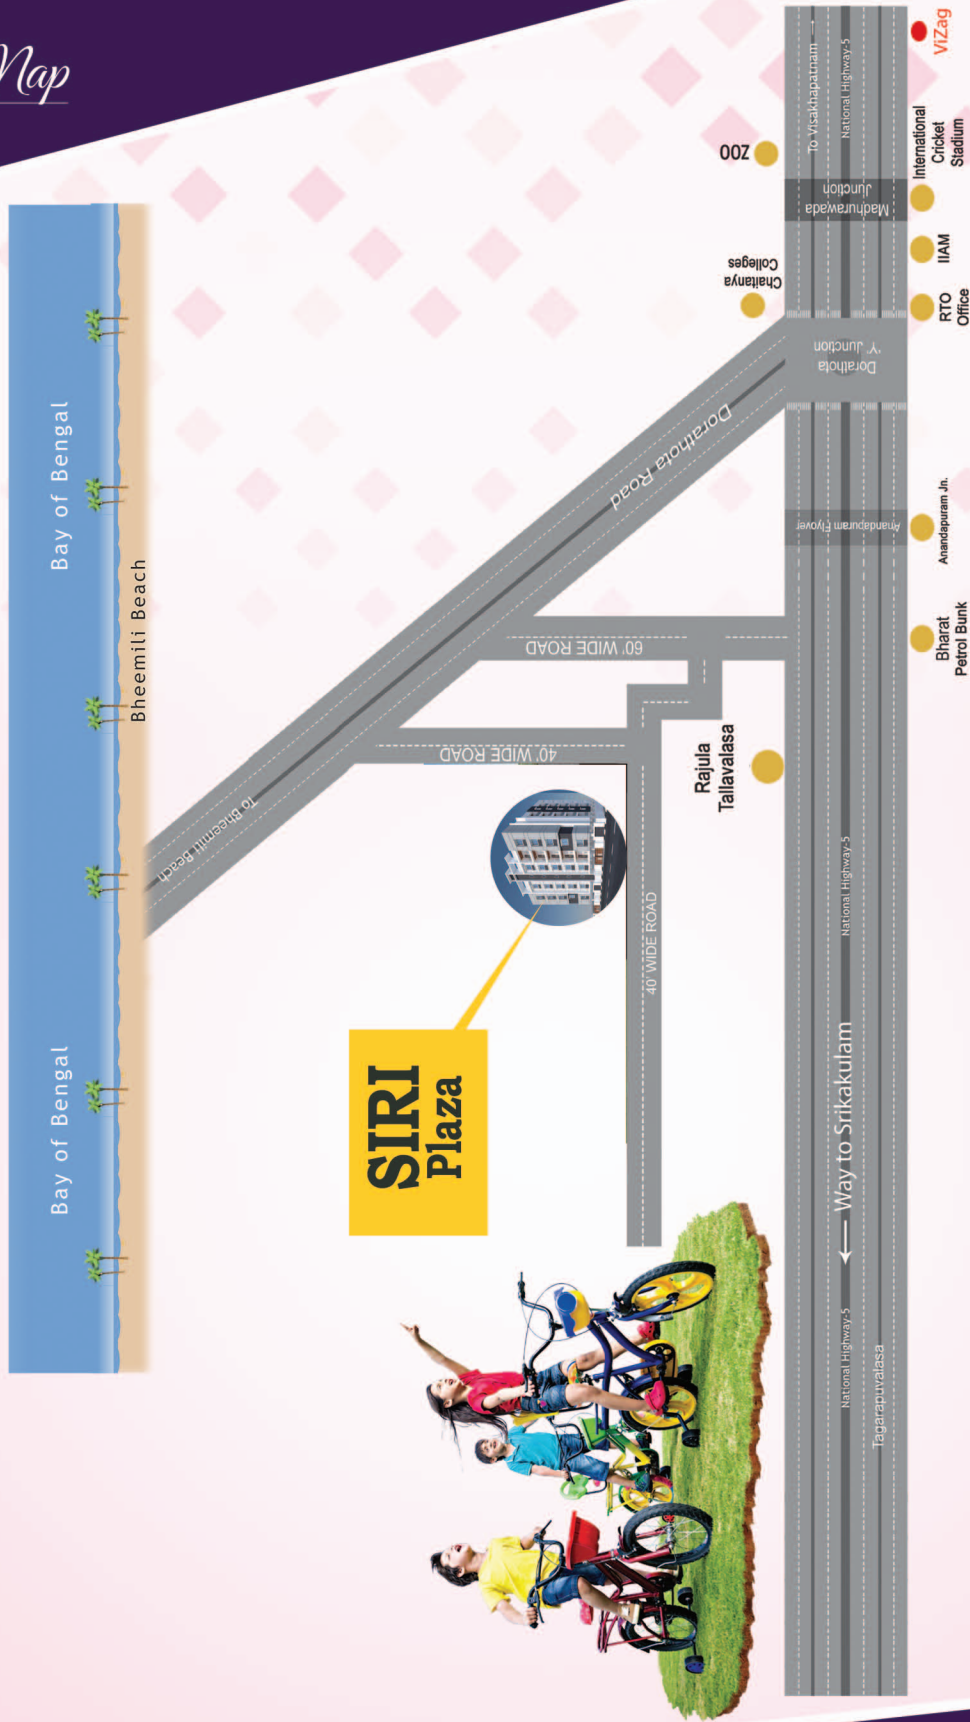 Map
Bay of Bengal
Bay of Bengal
Bheemili Beach
To Bheemili Beach
Dorathota Road
60' WIDE ROAD
40' WIDE ROAD
40' WIDE ROAD
SIRI
Plaza
Rajula
Tallavalasa
ZOO
Chaitanya
Colleges
To Visakhapatnam
National Highway-5
Madhurawada
Junction
Dorathota
'Y' Junction
Anandapuram Flyover
National Highway-5
Way to Srikakulam
National Highway-5
Tagarapuvalasa
ViZag
International
Cricket
Stadium
IIAM
RTO
Office
Anandapuram Jn.
Bharat
Petrol Bunk